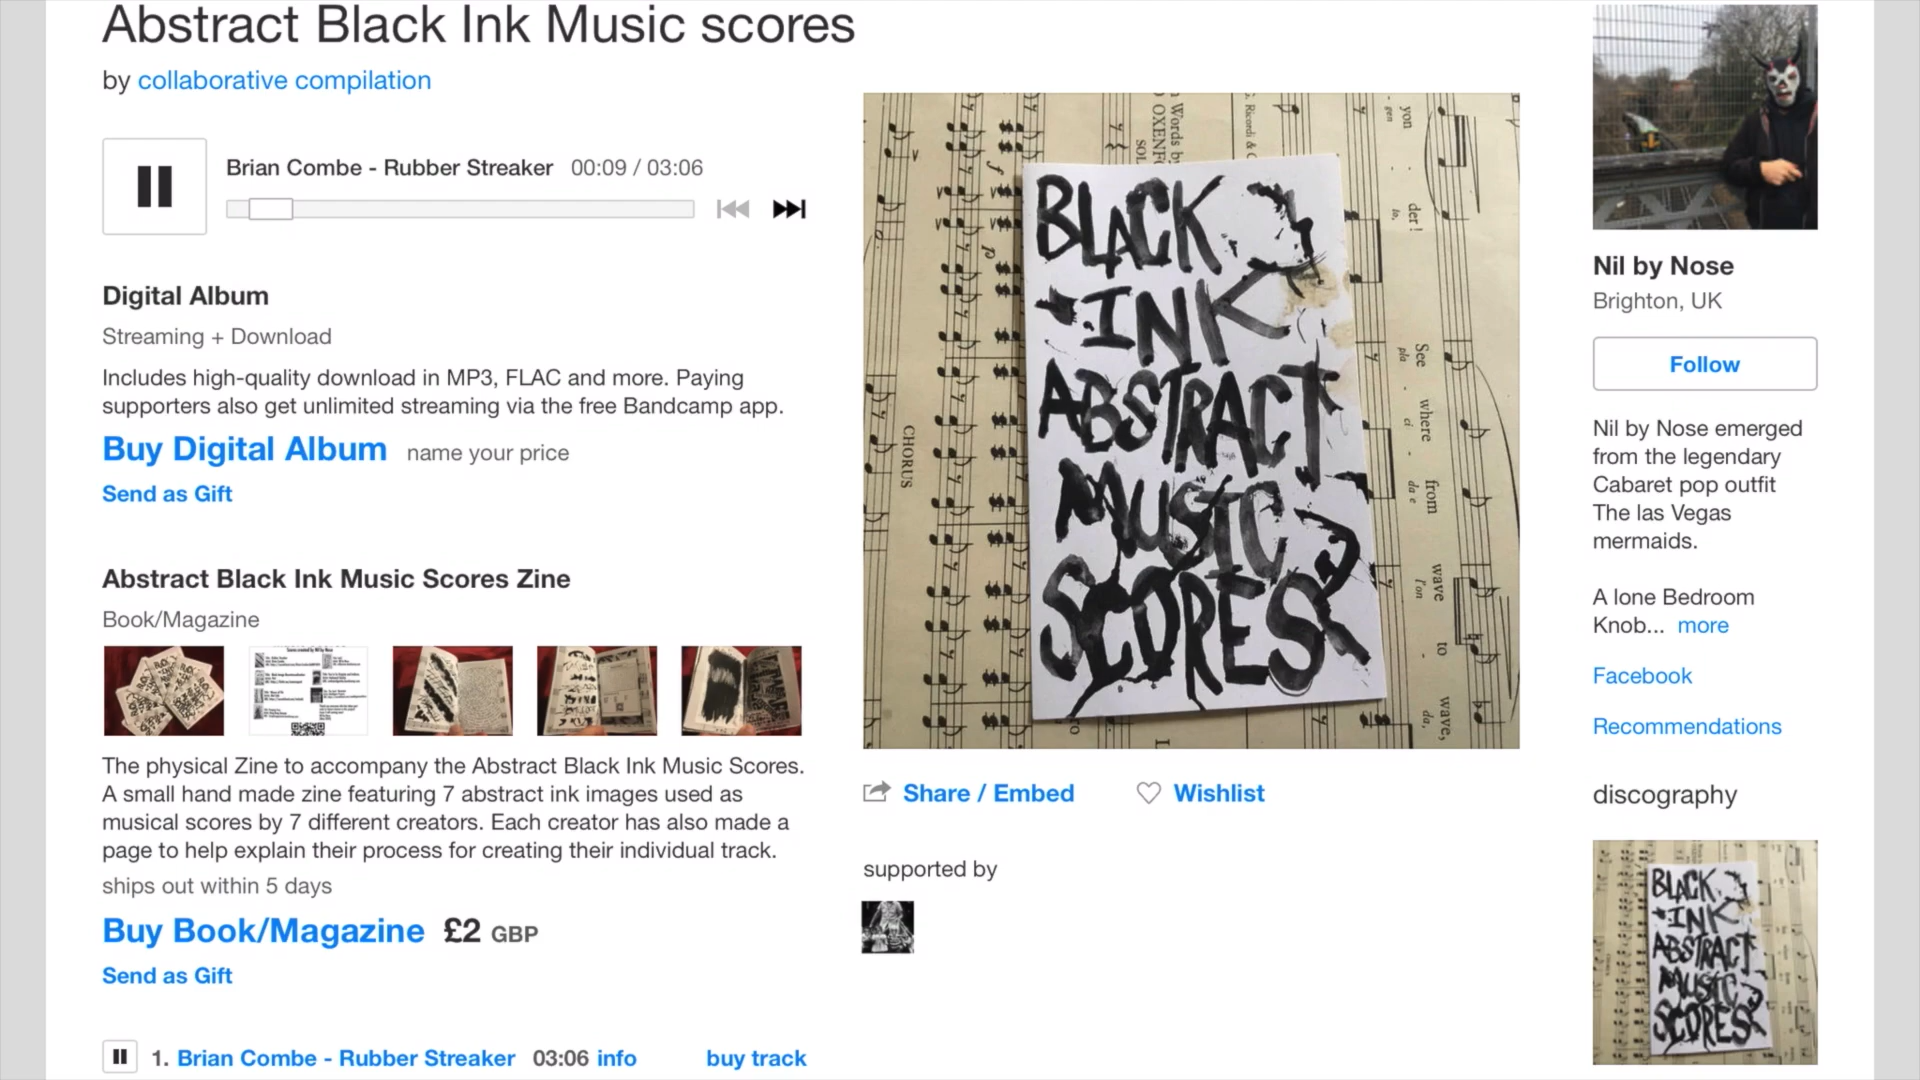 Abstract Black Ink Music scores
by collaborative compilation
Brian Combe - Rubber Streaker 00:09 / 03:06
Digital Album
Streaming + Download
Includes high-quality download in MP3, FLAC and more. Paying
supporters also get unlimited streaming via the free Bandcamp app.
Buy Digital Album name your price
Send as Gift
Abstract Black Ink Music Scores Zine
Book/Magazine
The physical Zine to accompany the Abstract Black Ink Music Scores.
A small hand made zine featuring 7 abstract ink images used as
musical scores by 7 different creators. Each creator has also made a
page to help explain their process for creating their individual track.
ships out within 5 days
Buy Book/Magazine £2 GBP
Send as Gift
1. Brian Combe - Rubber Streaker 03:06 info buy track
BLACK
INK
ABSTRACT
MUSIC
SCORES
CHORUS
Words by
yon
der!
See where from wave to wave,
Share / Embed Wishlist
supported by
Nil by Nose
Brighton, UK
Follow
Nil by Nose emerged
from the legendary
Cabaret pop outfit
The las Vegas
mermaids.
A lone Bedroom
Knob... more
Facebook
Recommendations
discography
BLACK
INK
ABSTRACT
MUSIC
SCORES